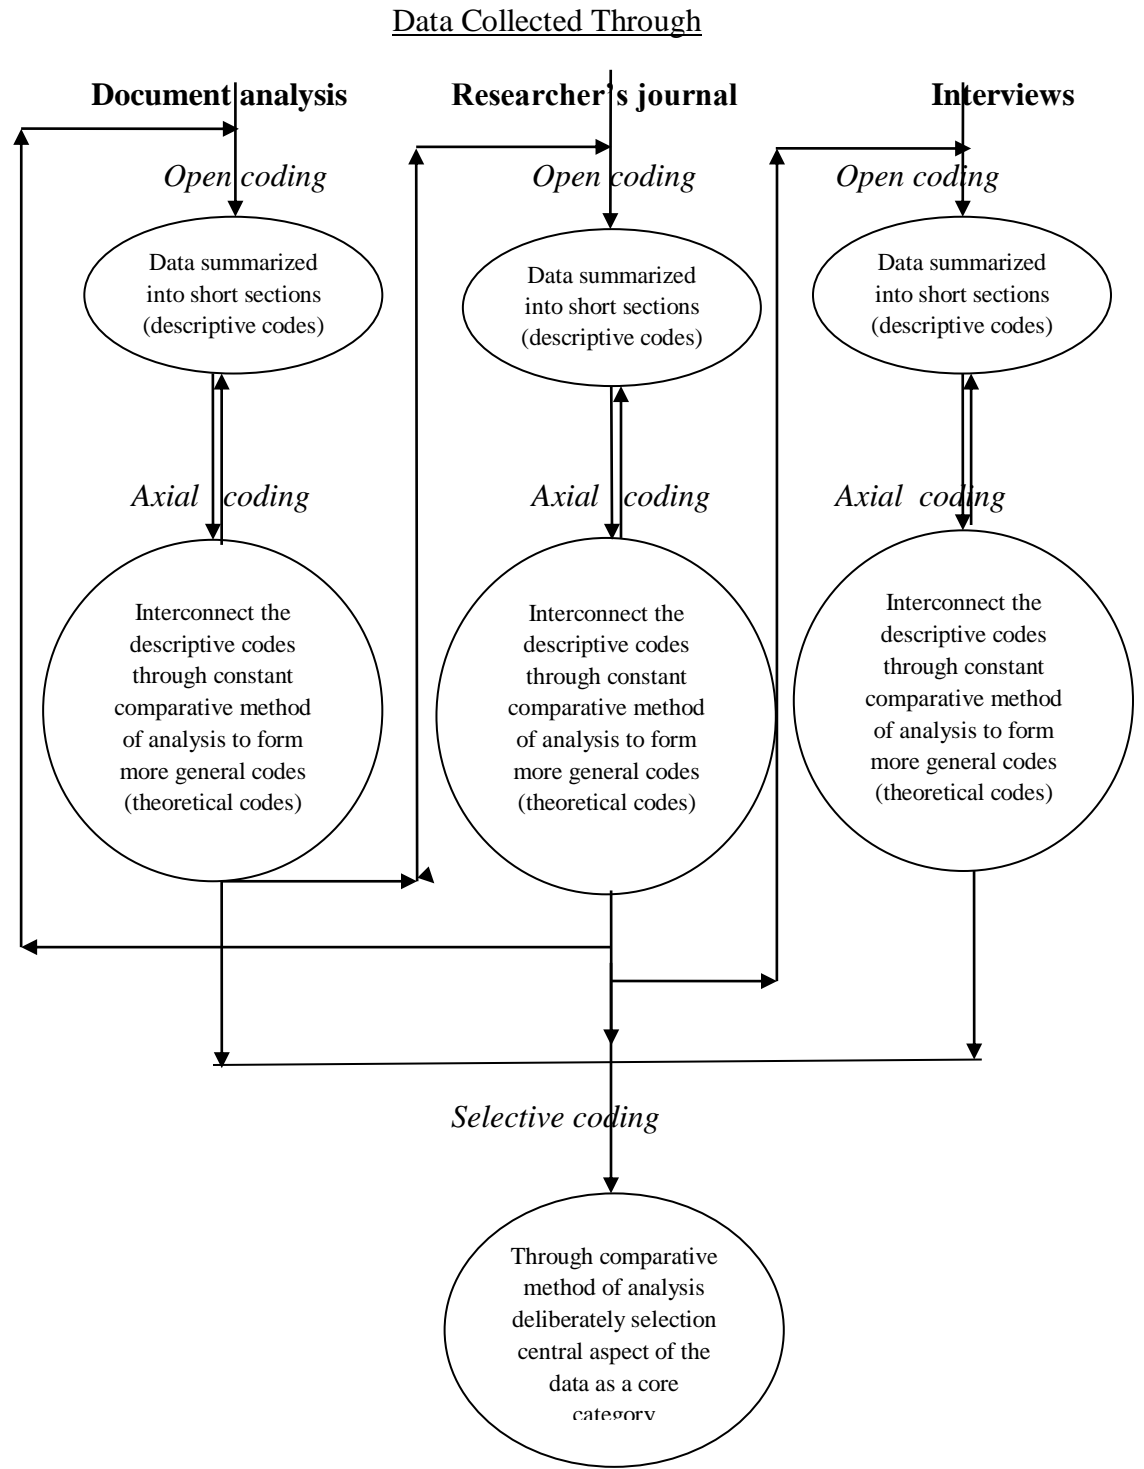 Data Collected Through
Document analysis
Researcher's journal
Interviews
Open coding
Open coding
Open coding
Data summarized
into short sections
(descriptive codes)
Data summarized
into short sections
(descriptive codes)
Data summarized
into short sections
(descriptive codes)
Axial coding
Axial coding
Axial coding
Interconnect the
descriptive codes
through constant
comparative method
of analysis to form
more general codes
(theoretical codes)
Interconnect the
descriptive codes
through constant
comparative method
of analysis to form
more general codes
(theoretical codes)
Interconnect the
descriptive codes
through constant
comparative method
of analysis to form
more general codes
(theoretical codes)
Selective coding
Through comparative
method of analysis
deliberately selection
central aspect of the
data as a core
category